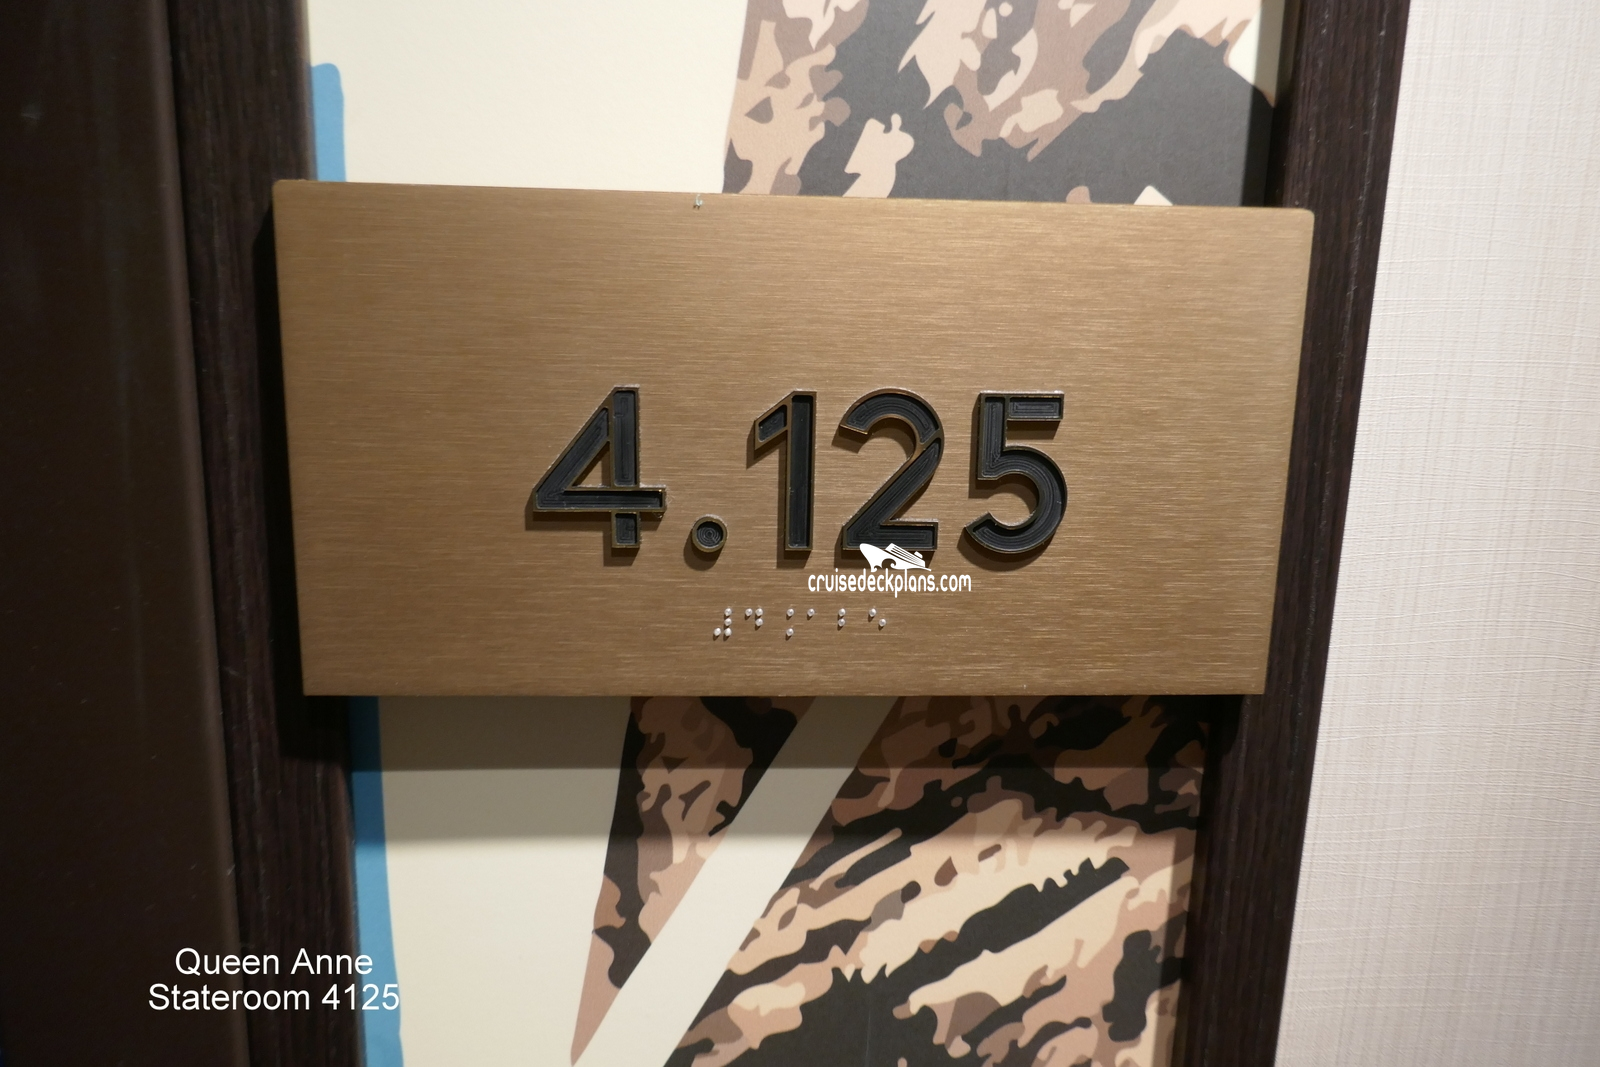 4.125
cruisedeckplans.com
⠼⠙⠌⠁⠃⠑
Queen Anne
Stateroom 4125